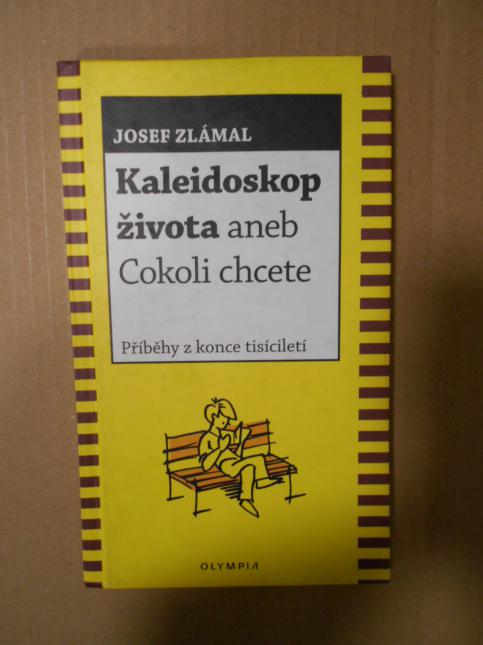 JOSEF ZLÁMAL
Kaleidoskop
života aneb
Cokoli chcete
Příběhy z konce tisíciletí
OLYMPIA